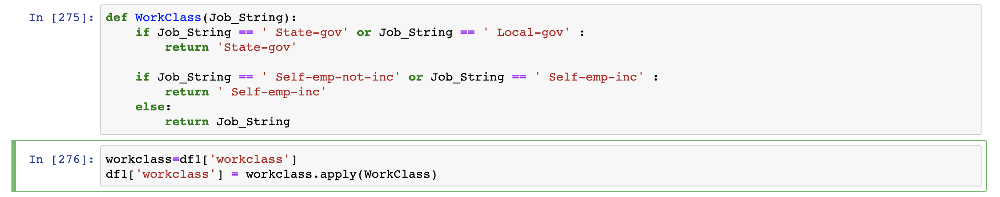 In [275]: def WorkClass(Job_String):
    if Job_String == ' State-gov' or Job_String == ' Local-gov' :
        return 'State-gov'

    if Job_String == ' Self-emp-not-inc' or Job_String == ' Self-emp-inc' :
        return ' Self-emp-inc'
    else:
        return Job_String
In [276]: workclass=df1['workclass']
df1['workclass'] = workclass.apply(WorkClass)